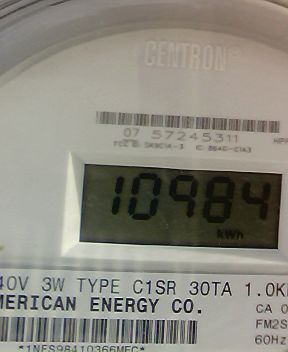 CENTRON®
07 57245311
10984
kWh
40V 3W TYPE C1SR 30TA 1.0K
MERICAN ENERGY CO.
CA 0
FM2S
60Hz
*1NES98410366MEC*